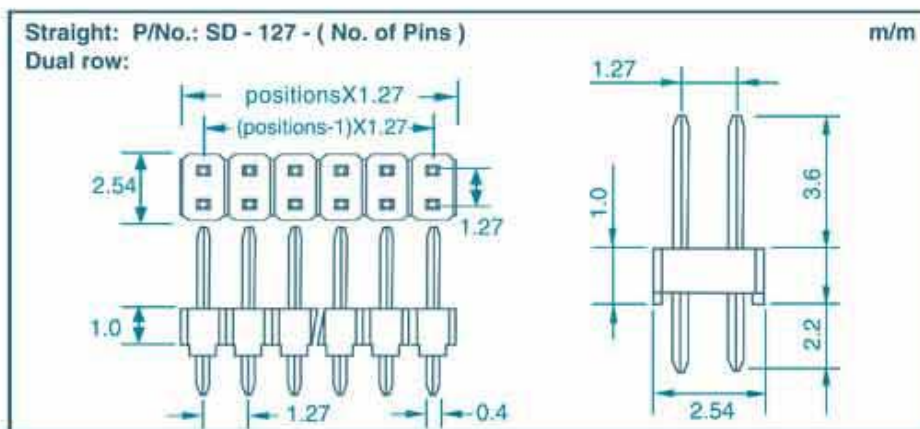 Straight: P/No.: SD - 127 - ( No. of Pins ) m/m
Dual row:
positionsX1.27
(positions-1)X1.27
2.54
1.27
1.0
1.27
0.4
1.27
3.6
1.0
2.2
2.54